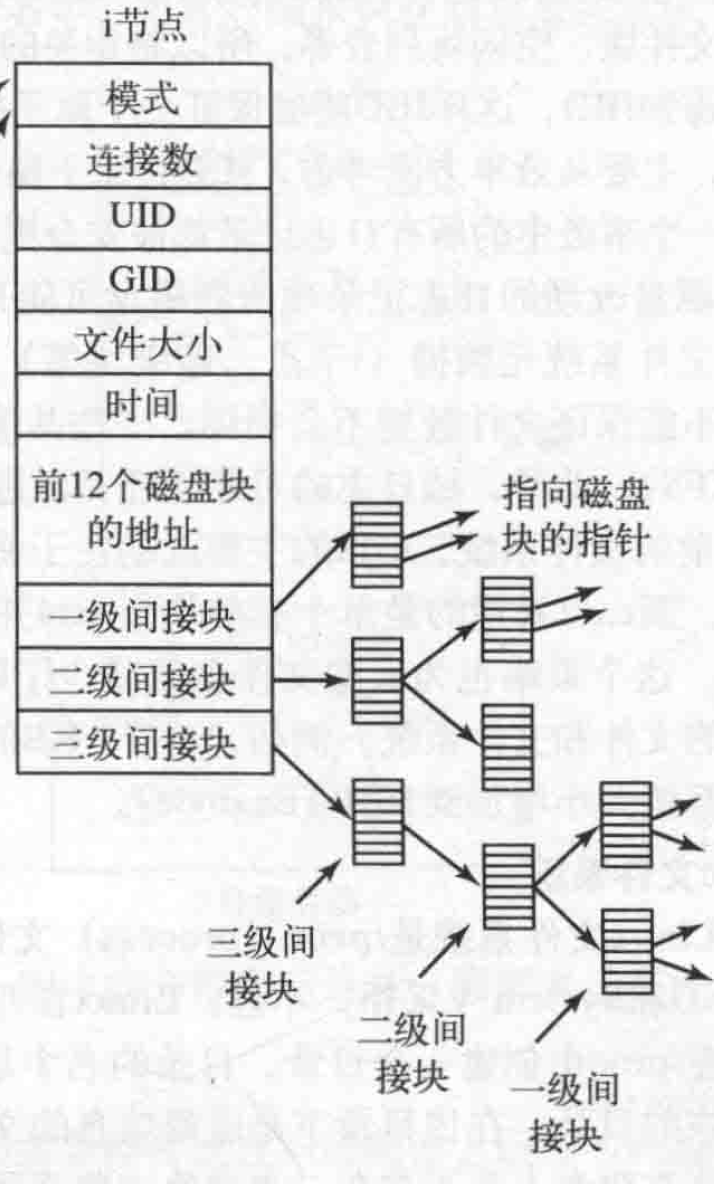 i节点
模式
连接数
UID
GID
文件大小
时间
前12个磁盘块
的地址
一级间接块
二级间接块
三级间接块
指向磁盘
块的指针
三级间
接块
二级间
接块
一级间
接块